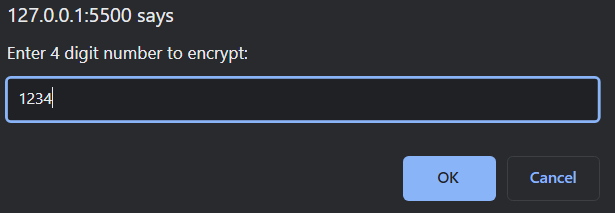 127.0.0.1:5500 says
Enter 4 digit number to encrypt:
1234
OK Cancel